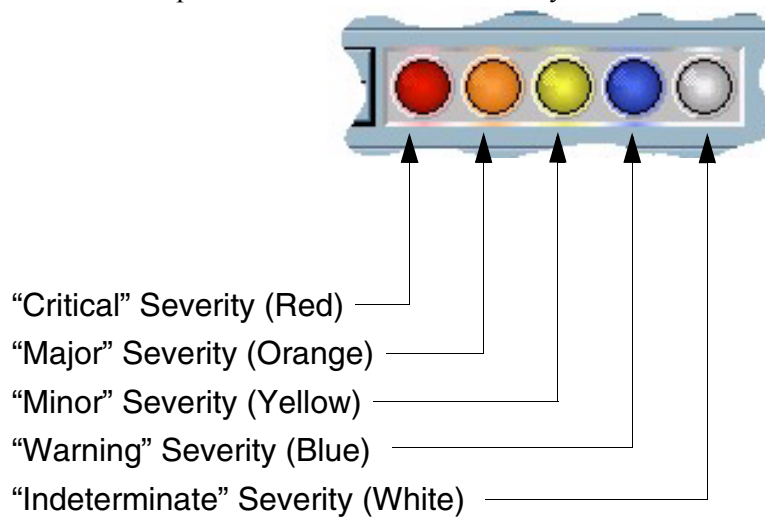 “Critical” Severity (Red)
“Major” Severity (Orange)
“Minor” Severity (Yellow)
“Warning” Severity (Blue)
“Indeterminate” Severity (White)